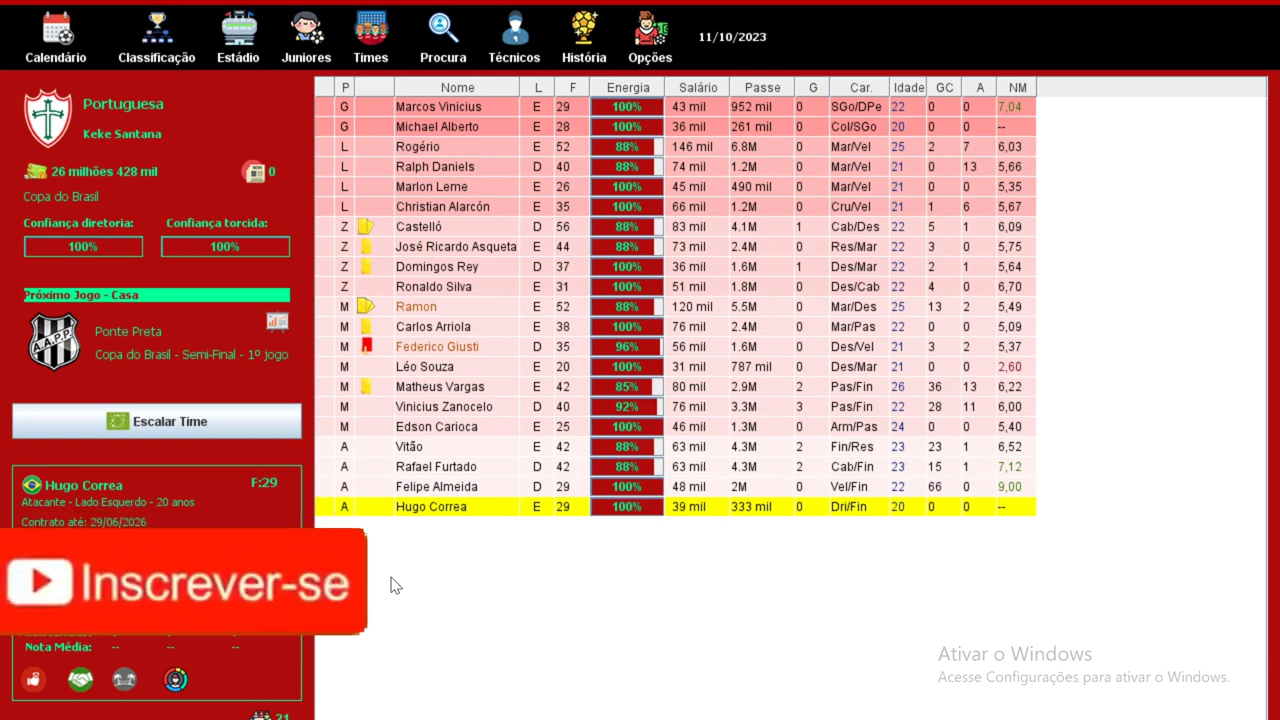 Calendário Classificação Estádio Juniores Times Procura Técnicos História Opções 11/10/2023
Portuguesa
Keke Santana
26 milhões 428 mil 0
Copa do Brasil
Confiança diretoria: Confiança torcida:
100% 100%
Próximo Jogo - Casa
Ponte Preta
Copa do Brasil - Semi-Final - 1º jogo
A.A.P.P.
Escalar Time
Hugo Correa F:29
Atacante - Lado Esquerdo - 20 anos
Contrato até: 29/06/2026
Inscrever-se
Nota Média: -- -- --
21
P Nome L F Energia Salário Passe G Car. Idade GC A NM
G Marcos Vinicius E 29 100% 43 mil 952 mil 0 SGo/DPe 22 0 0 7,04
G Michael Alberto E 28 100% 36 mil 261 mil 0 Col/SGo 20 0 0 --
L Rogério E 52 88% 146 mil 6.8M 0 Mar/Vel 25 2 7 6,03
L Ralph Daniels D 40 88% 74 mil 1.2M 0 Mar/Vel 21 0 13 5,66
L Marlon Leme E 26 100% 45 mil 490 mil 0 Mar/Vel 21 0 0 5,35
L Christian Alarcón E 35 100% 66 mil 1.2M 0 Cru/Vel 21 1 6 5,67
Z Castelló D 56 88% 83 mil 4.1M 1 Cab/Des 22 5 1 6,09
Z José Ricardo Asqueta E 44 88% 73 mil 2.4M 0 Res/Mar 22 3 0 5,75
Z Domingos Rey D 37 100% 36 mil 1.6M 1 Des/Mar 22 2 1 5,64
Z Ronaldo Silva E 31 100% 51 mil 1.8M 0 Des/Cab 22 4 0 6,70
M Ramon E 52 88% 120 mil 5.5M 0 Mar/Des 25 13 2 5,49
M Carlos Arriola E 38 100% 76 mil 2.4M 0 Mar/Pas 22 0 0 5,09
M Federico Giusti D 35 96% 56 mil 1.6M 0 Des/Vel 21 3 2 5,37
M Léo Souza E 20 100% 31 mil 787 mil 0 Des/Mar 21 0 0 2,60
M Matheus Vargas E 42 85% 80 mil 2.9M 2 Pas/Fin 26 36 13 6,22
M Vinicius Zanocelo D 40 92% 76 mil 3.3M 3 Pas/Fin 22 28 11 6,00
M Edson Carioca E 25 100% 46 mil 1.3M 0 Arm/Pas 24 0 0 5,40
A Vitão E 42 88% 63 mil 4.3M 2 Fin/Res 23 23 1 6,52
A Rafael Furtado D 42 88% 63 mil 4.3M 2 Cab/Fin 23 15 1 7,12
A Felipe Almeida D 29 100% 48 mil 2M 0 Vel/Fin 22 66 0 9,00
A Hugo Correa E 29 100% 39 mil 333 mil 0 Dri/Fin 20 0 0 --
Ativar o Windows
Acesse Configurações para ativar o Windows.